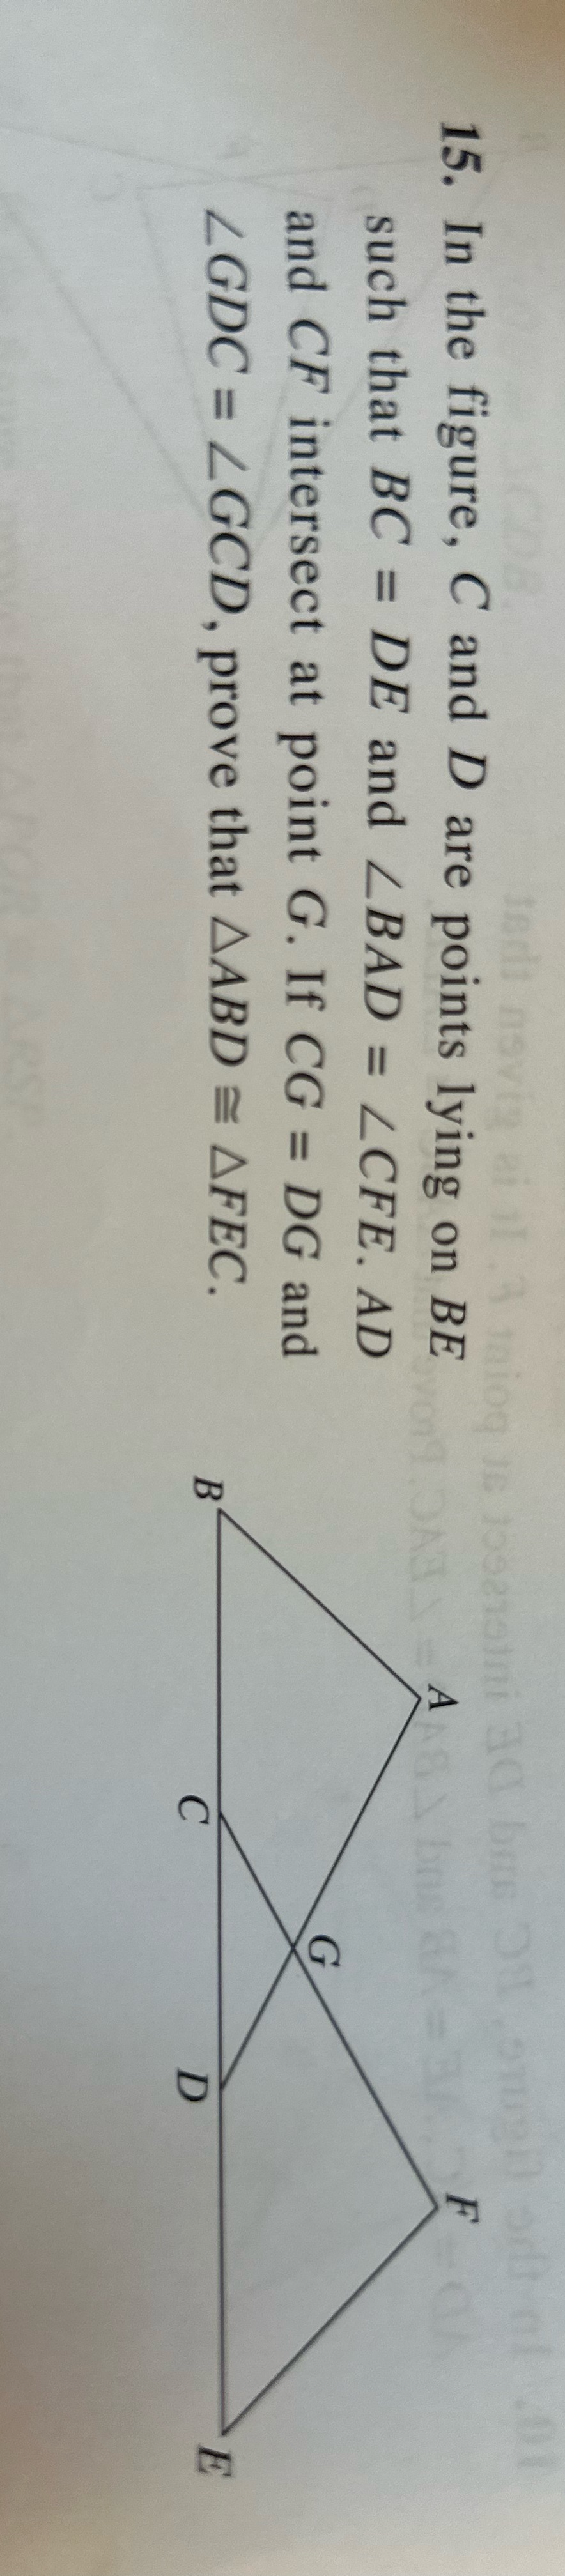 15. In the figure, C and D are points lying on BE
such that BC = DE and ∠BAD = ∠CFE. AD
and CF intersect at point G. If CG = DG and
∠GDC = ∠GCD, prove that △ABD ≅ △FEC.
A
F
G
B
C
D
E